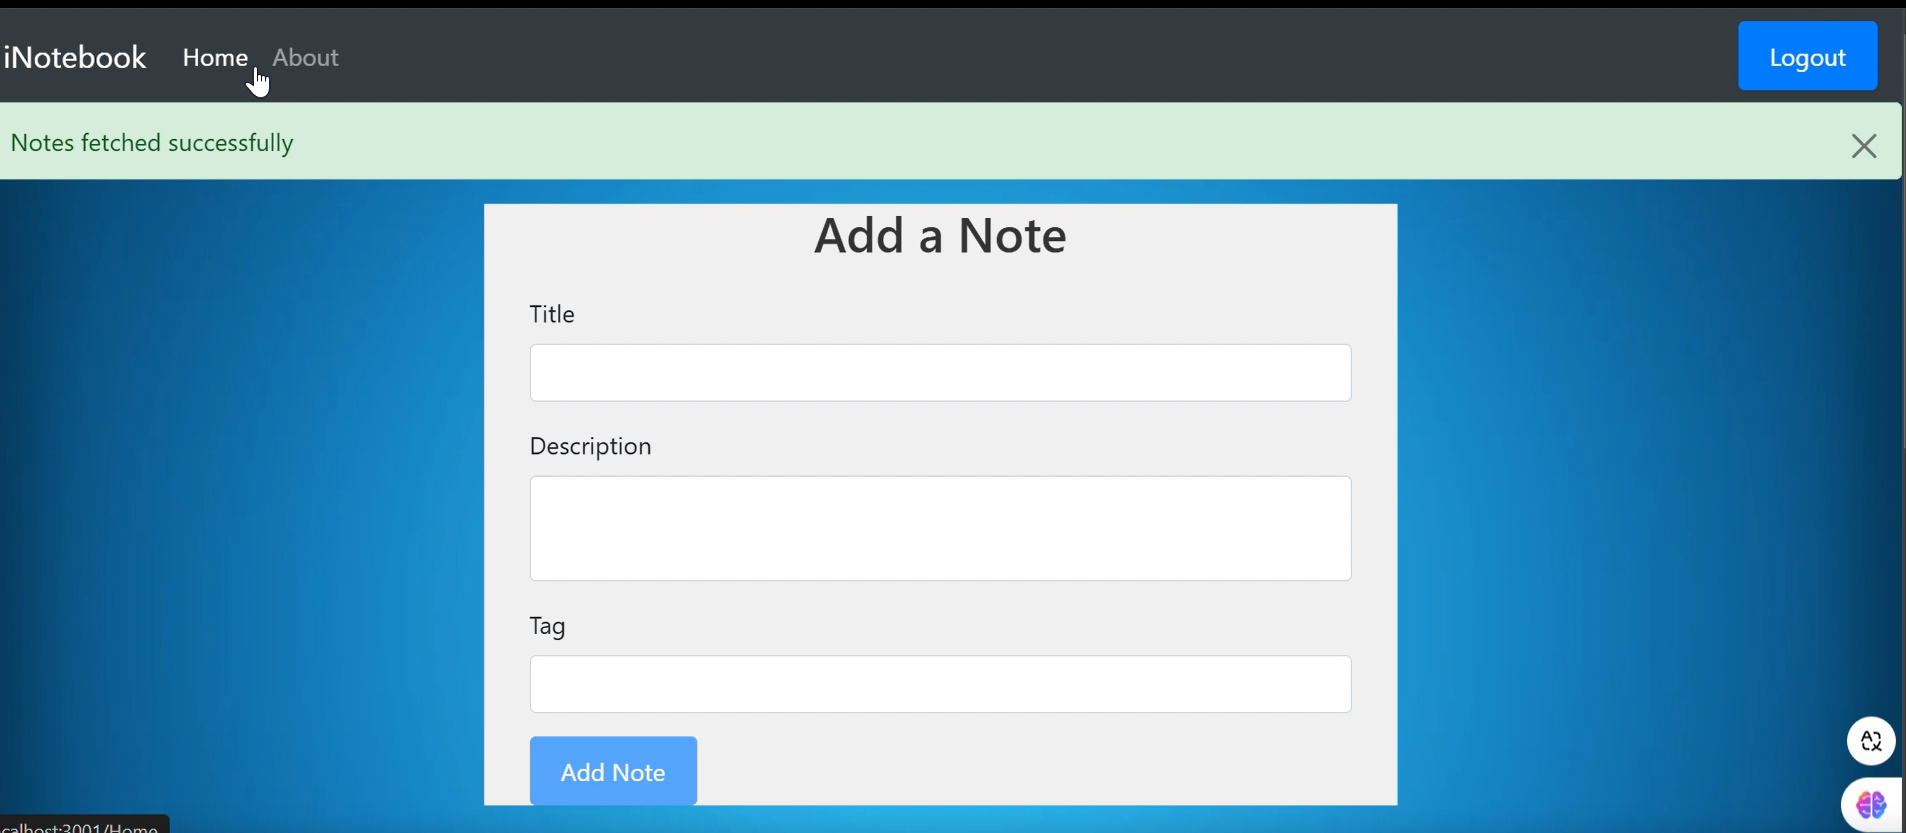 iNotebook Home About Logout
Notes fetched successfully
Add a Note
Title
Description
Tag
Add Note
calhost:3001/Home